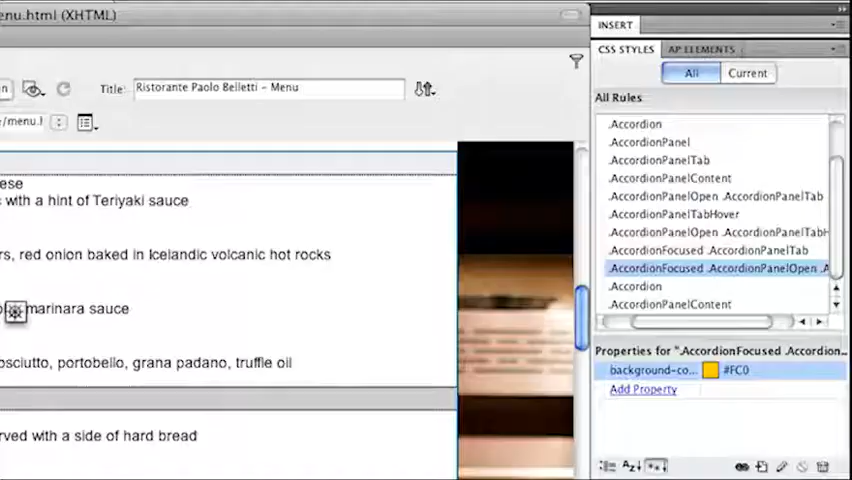 enu.html (XHTML)
INSERT
CSS STYLES AP ELEMENTS
All Current
Title: Ristorante Paolo Belletti - Menu
All Rules
/menu.h
.Accordion
.AccordionPanel
.AccordionPanelTab
.AccordionPanelContent
.AccordionPanelOpen .AccordionPanelTab
.AccordionPanelTabHover
.AccordionPanelOpen .AccordionPanelTabH
.AccordionFocused .AccordionPanelTab
.AccordionFocused .AccordionPanelOpen .A
.Accordion
.AccordionPanelContent
ese
with a hint of Teriyaki sauce
rs, red onion baked in Icelandic volcanic hot rocks
marinara sauce
osciutto, portobello, grana padano, truffle oil
rved with a side of hard bread
Properties for ".AccordionFocused .Accordion...
background-co... #FC0
Add Property